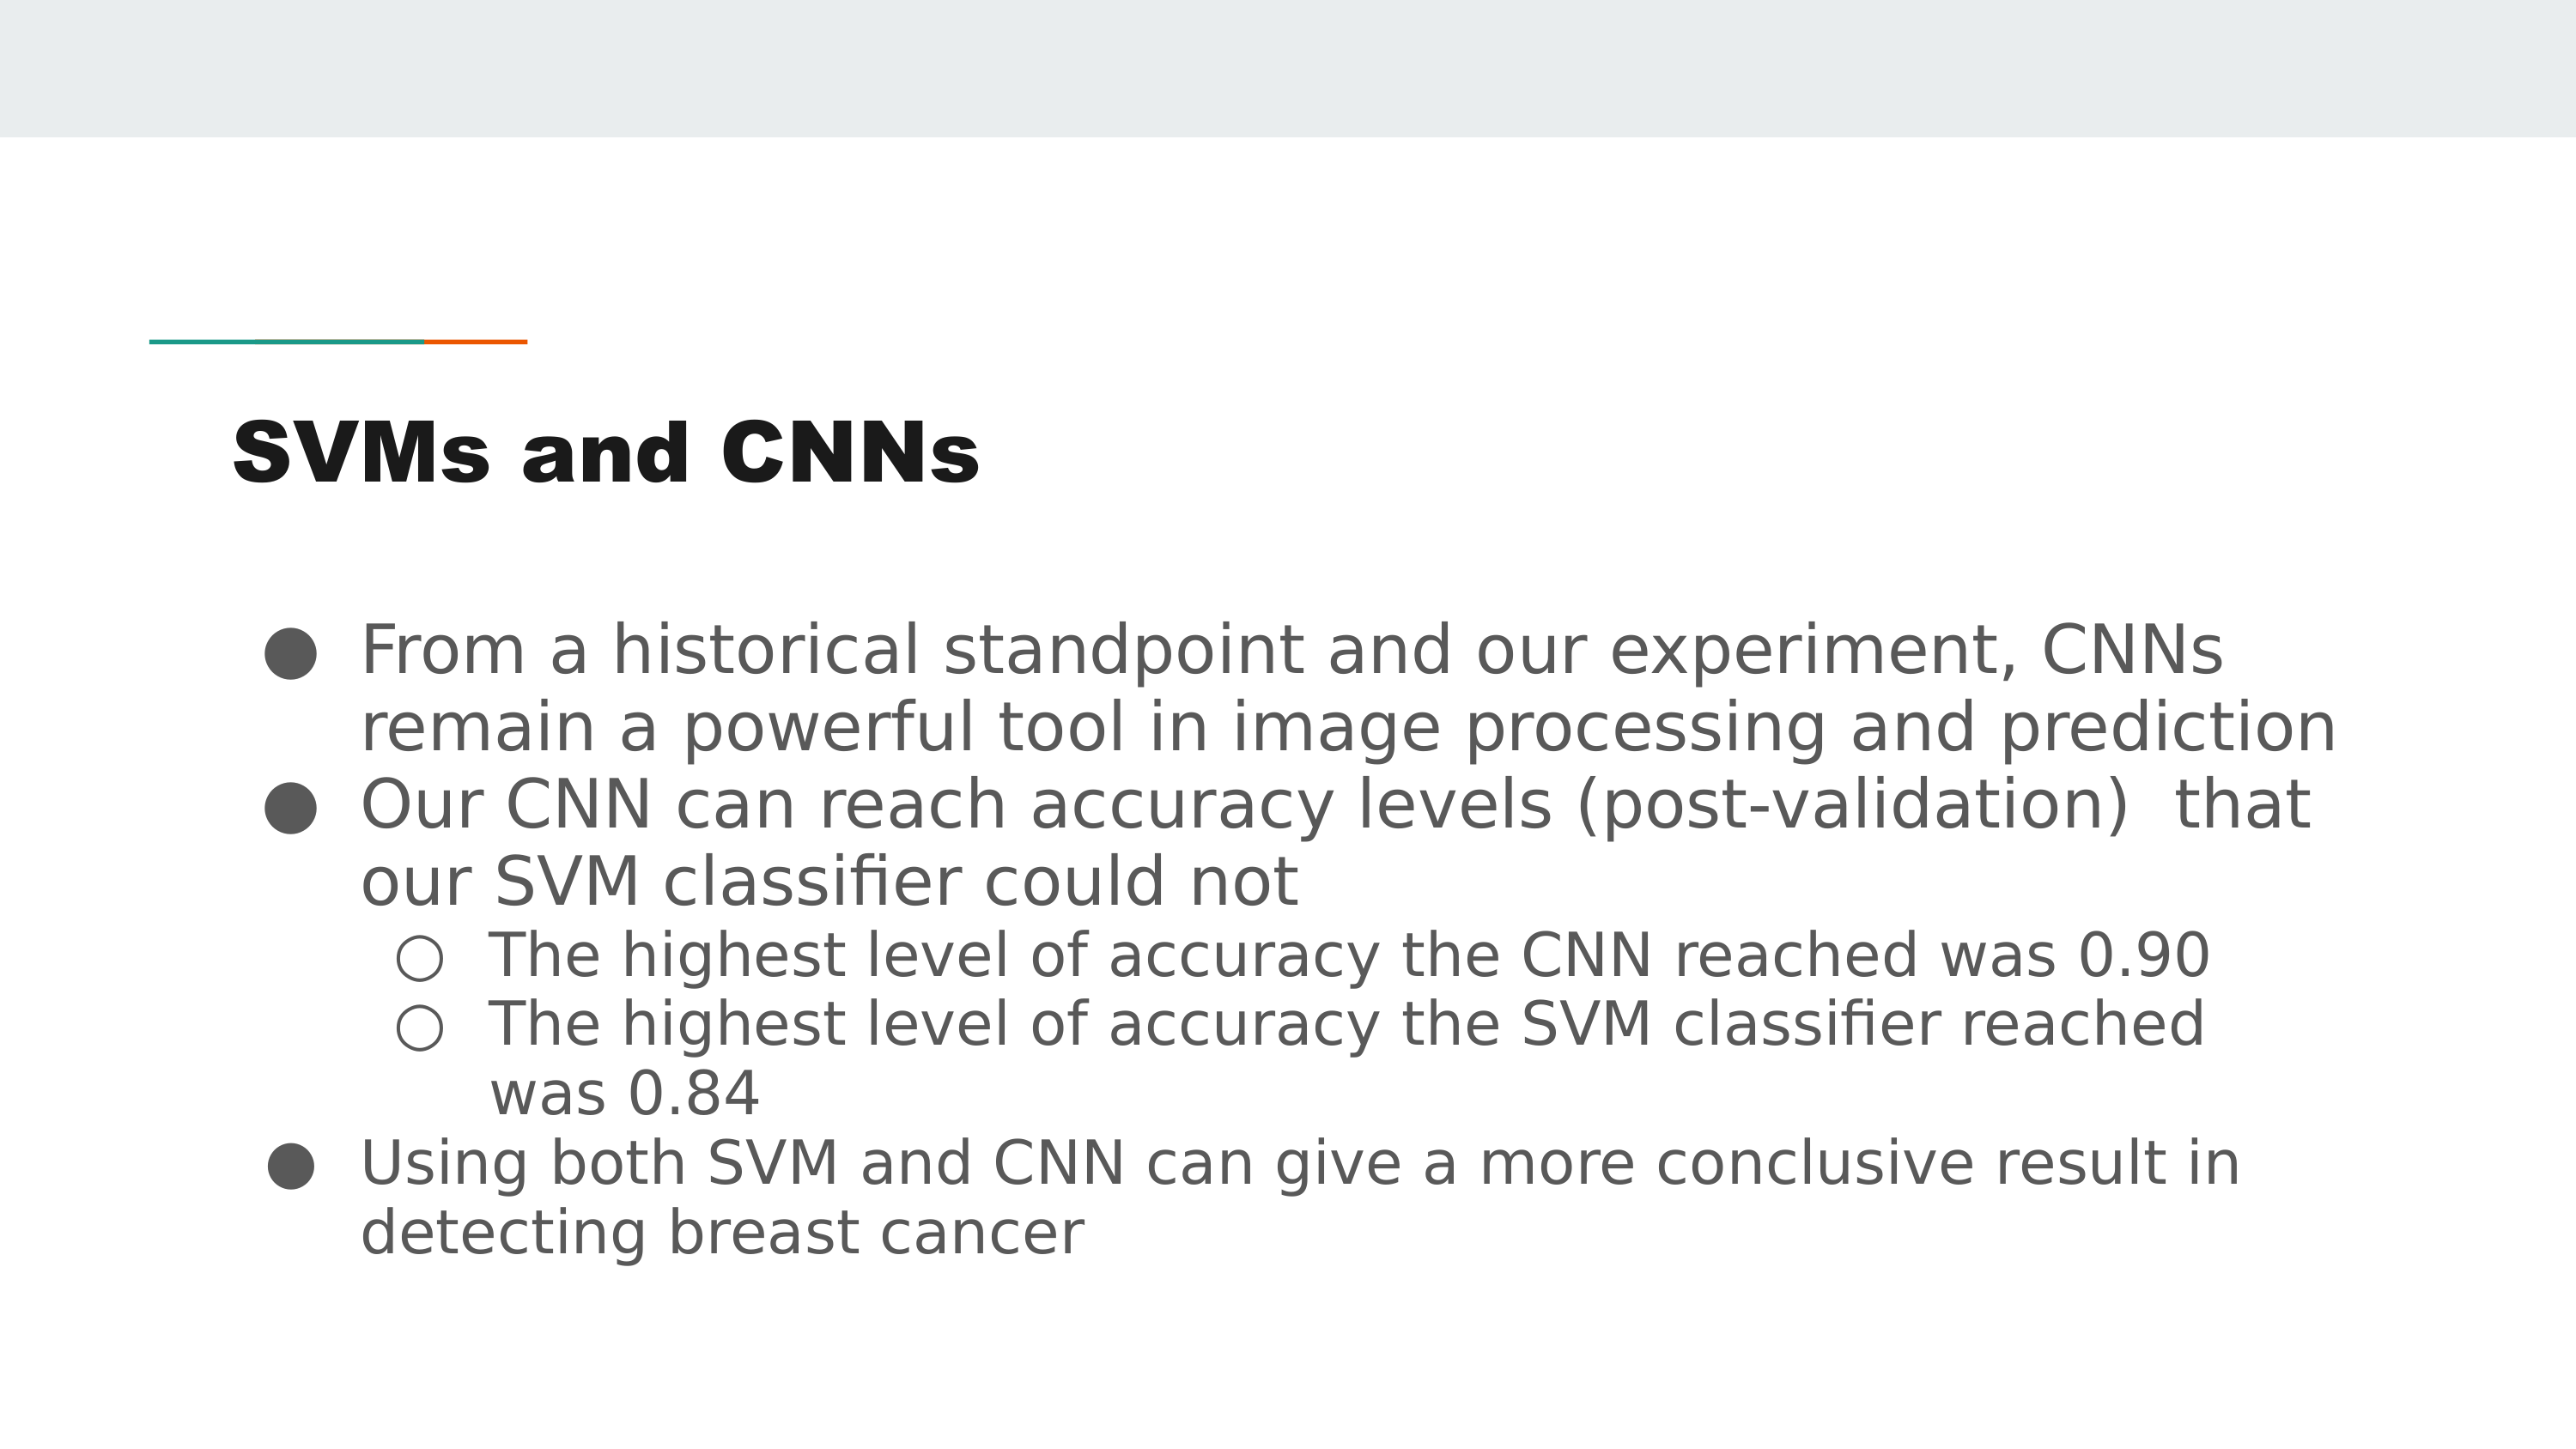 SVMs and CNNs
● From a historical standpoint and our experiment, CNNs
remain a powerful tool in image processing and prediction
● Our CNN can reach accuracy levels (post-validation)  that
our SVM classifier could not
○ The highest level of accuracy the CNN reached was 0.90
○ The highest level of accuracy the SVM classifier reached
was 0.84
● Using both SVM and CNN can give a more conclusive result in
detecting breast cancer